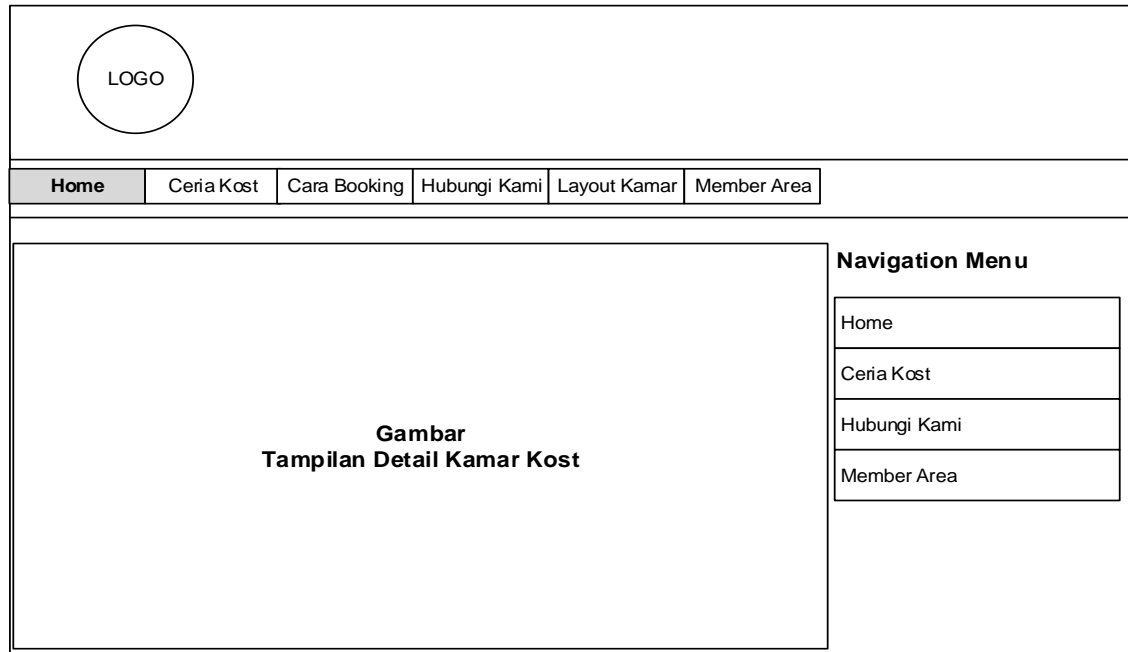 LOGO
Home Ceria Kost Cara Booking Hubungi Kami Layout Kamar Member Area
Navigation Menu
Home
Ceria Kost
Hubungi Kami
Member Area
Gambar
Tampilan Detail Kamar Kost